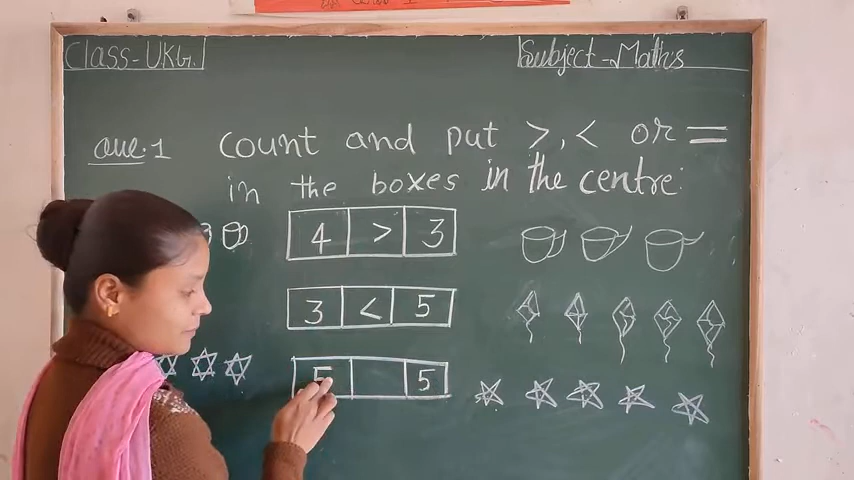 Class-UKG.
Subject-Maths
Que.1 count and put >, < or =
in the boxes in the centre:
4 > 3
3 < 5
5 5